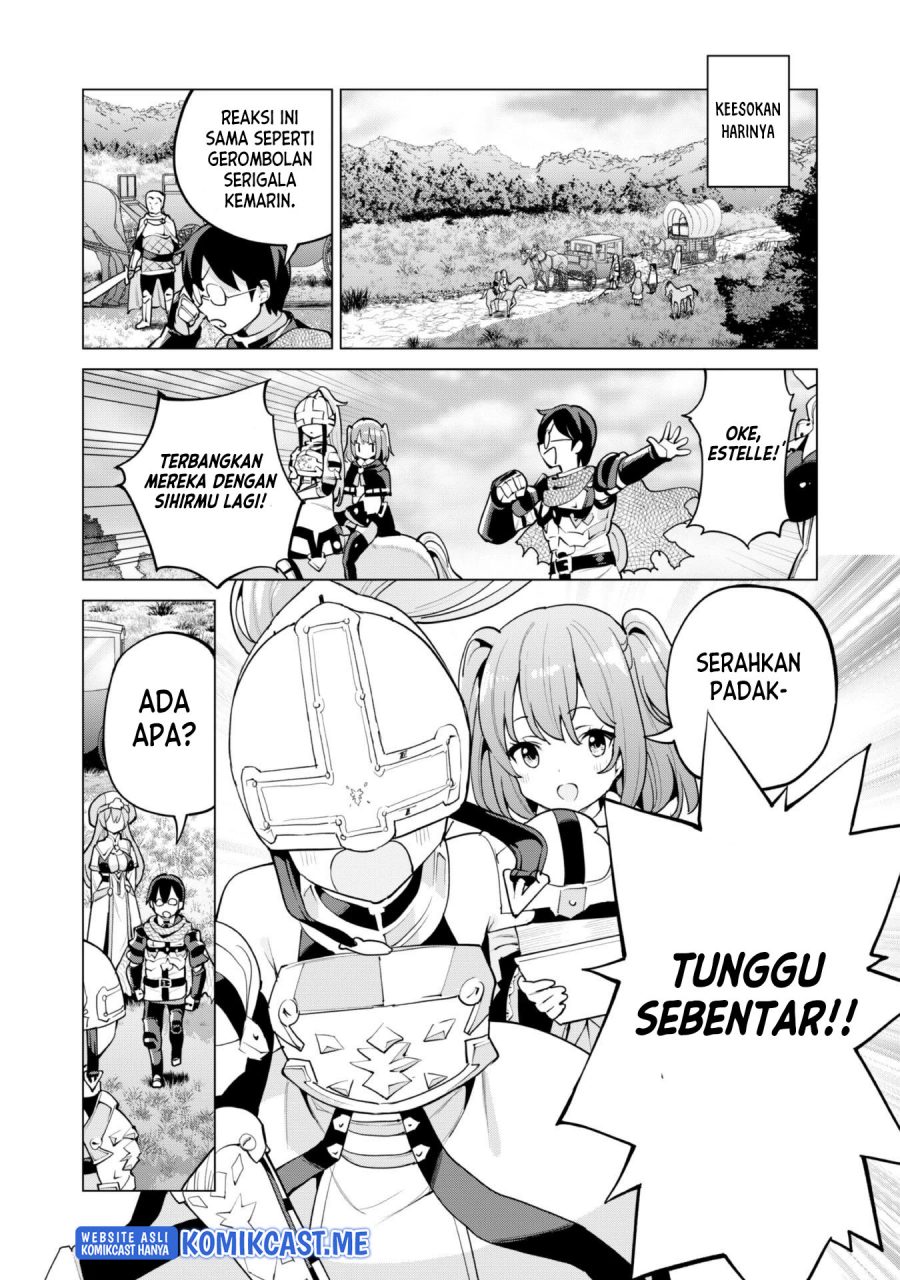 KEESOKAN
HARINYA
REAKSI INI
SAMA SEPERTI
GEROMBOLAN
SERIGALA
KEMARIN.
OKE,
ESTELLE!
TERBANGKAN
MEREKA DENGAN
SIHIRMU LAGI!
SERAHKAN
PADAK-
TUNGGU
SEBENTAR!!
ADA
APA?
WEBSITE ASLI
KOMIKCAST HANYA
KOMIKCAST.ME